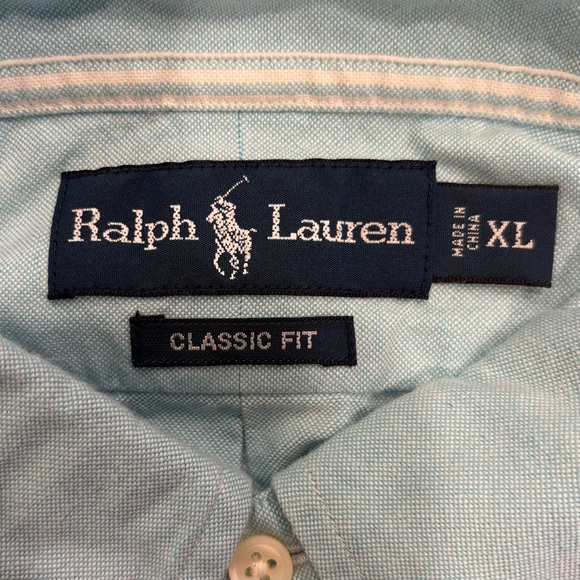 Ralph Lauren
MADE IN
CHINA
XL
CLASSIC FIT